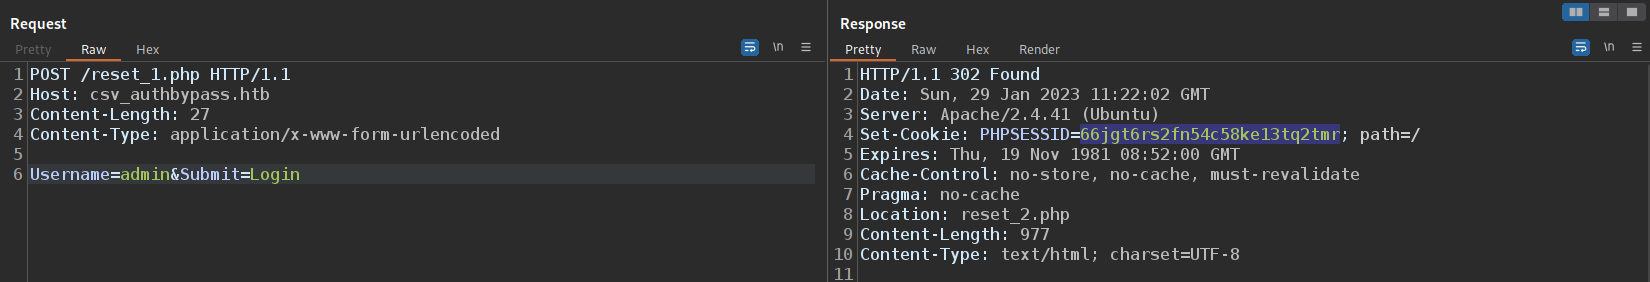 Request
Pretty Raw Hex \n
1 POST /reset_1.php HTTP/1.1
2 Host: csv_authbypass.htb
3 Content-Length: 27
4 Content-Type: application/x-www-form-urlencoded
5
6 Username=admin&Submit=Login
Response
Pretty Raw Hex Render \n
1 HTTP/1.1 302 Found
2 Date: Sun, 29 Jan 2023 11:22:02 GMT
3 Server: Apache/2.4.41 (Ubuntu)
4 Set-Cookie: PHPSESSID=66jgt6rs2fn54c58ke13tq2tmr; path=/
5 Expires: Thu, 19 Nov 1981 08:52:00 GMT
6 Cache-Control: no-store, no-cache, must-revalidate
7 Pragma: no-cache
8 Location: reset_2.php
9 Content-Length: 977
10 Content-Type: text/html; charset=UTF-8
11